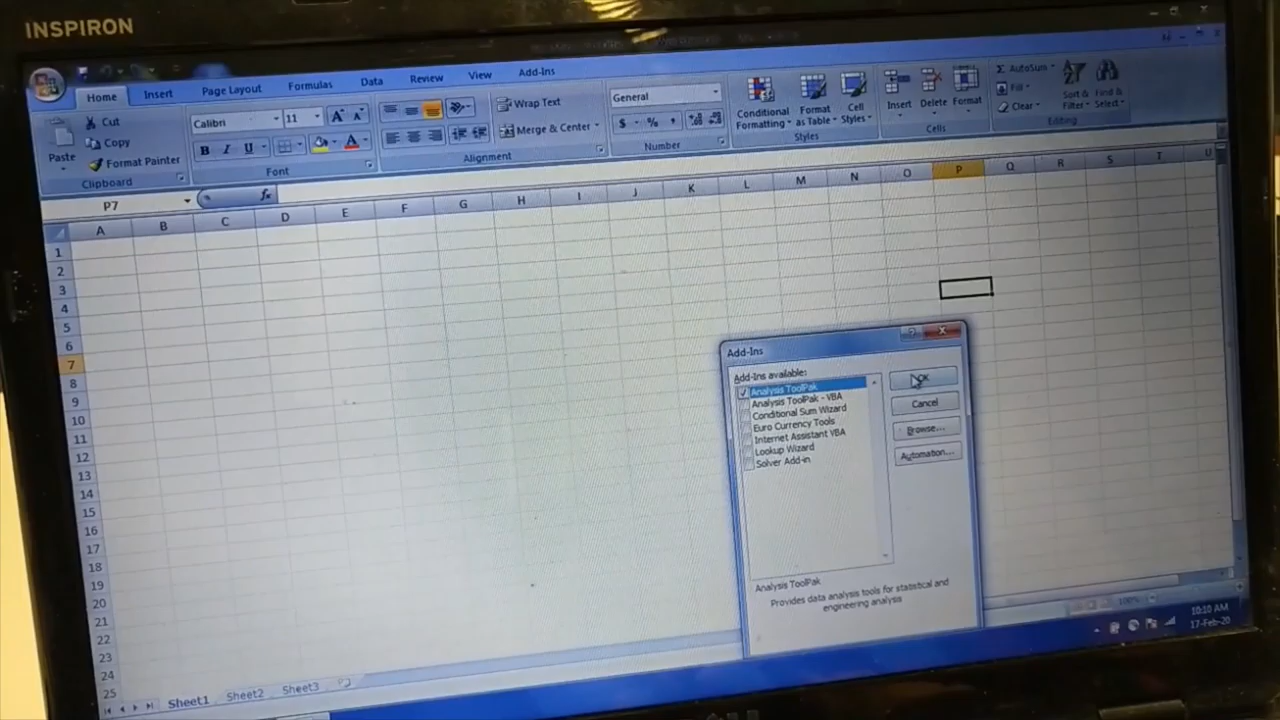 INSPIRON
Home Insert Page Layout Formulas Data Review View Add-Ins
Cut
Copy
Format Painter
Paste
Clipboard
Calibri 11
B I U
Font
Wrap Text
Merge & Center
Alignment
General
$ % ,
Number
Conditional Formatting
Format as Table
Cell Styles
Styles
Insert Delete Format
Cells
Σ AutoSum
Fill
Clear
Sort & Filter
Find & Select
Editing
P7 fx
A B C D E F G H I J K L M N O P Q R S T U
1
2
3
4
5
6
7
8
9
10
11
12
13
14
15
16
17
18
19
20
21
22
23
24
25
Add-Ins
Add-Ins available:
Analysis ToolPak
Analysis ToolPak - VBA
Conditional Sum Wizard
Euro Currency Tools
Internet Assistant VBA
Lookup Wizard
Solver Add-in
OK
Cancel
Browse...
Automation...
Analysis ToolPak
Provides data analysis tools for statistical and
engineering analysis
Sheet1 Sheet2 Sheet3
100%
10:10 AM
17-Feb-20